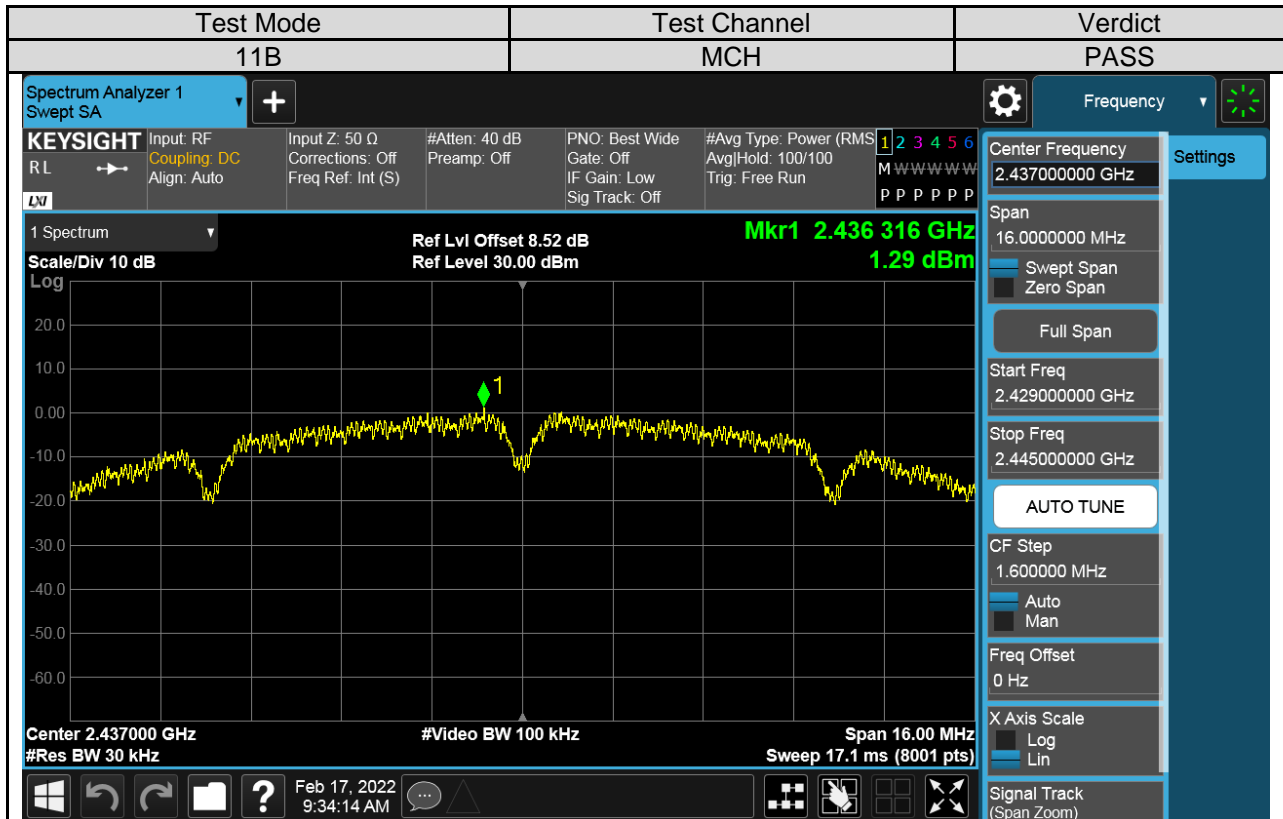 Test Mode Test Channel Verdict
11B MCH PASS
Spectrum Analyzer 1
Swept SA
+
Frequency
KEYSIGHT
RL
LXI
Input: RF
Coupling: DC
Align: Auto
Input Z: 50 Ω
Corrections: Off
Freq Ref: Int (S)
#Atten: 40 dB
Preamp: Off
PNO: Best Wide
Gate: Off
IF Gain: Low
Sig Track: Off
#Avg Type: Power (RMS
Avg|Hold: 100/100
Trig: Free Run
1 2 3 4 5 6
M W W W W W
P P P P P P
1 Spectrum
Scale/Div 10 dB
Ref Lvl Offset 8.52 dB
Ref Level 30.00 dBm
Mkr1 2.436 316 GHz
1.29 dBm
Log
20.0
10.0
0.00
-10.0
-20.0
-30.0
-40.0
-50.0
-60.0
1
Center 2.437000 GHz
#Res BW 30 kHz
#Video BW 100 kHz
Span 16.00 MHz
Sweep 17.1 ms (8001 pts)
Center Frequency
2.437000000 GHz
Settings
Span
16.0000000 MHz
Swept Span
Zero Span
Full Span
Start Freq
2.429000000 GHz
Stop Freq
2.445000000 GHz
AUTO TUNE
CF Step
1.600000 MHz
Auto
Man
Freq Offset
0 Hz
X Axis Scale
Log
Lin
Signal Track
(Span Zoom)
?
Feb 17, 2022
9:34:14 AM